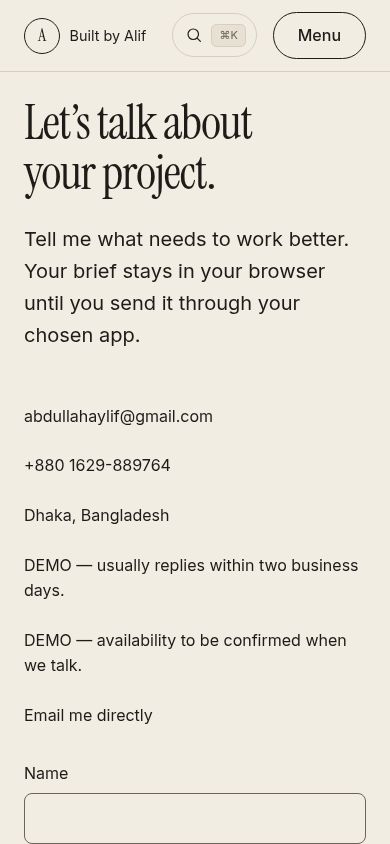 A Built by Alif ⌘K Menu
Let’s talk about
your project.
Tell me what needs to work better.
Your brief stays in your browser
until you send it through your
chosen app.
abdullahaylif@gmail.com
+880 1629-889764
Dhaka, Bangladesh
DEMO — usually replies within two business
days.
DEMO — availability to be confirmed when
we talk.
Email me directly
Name